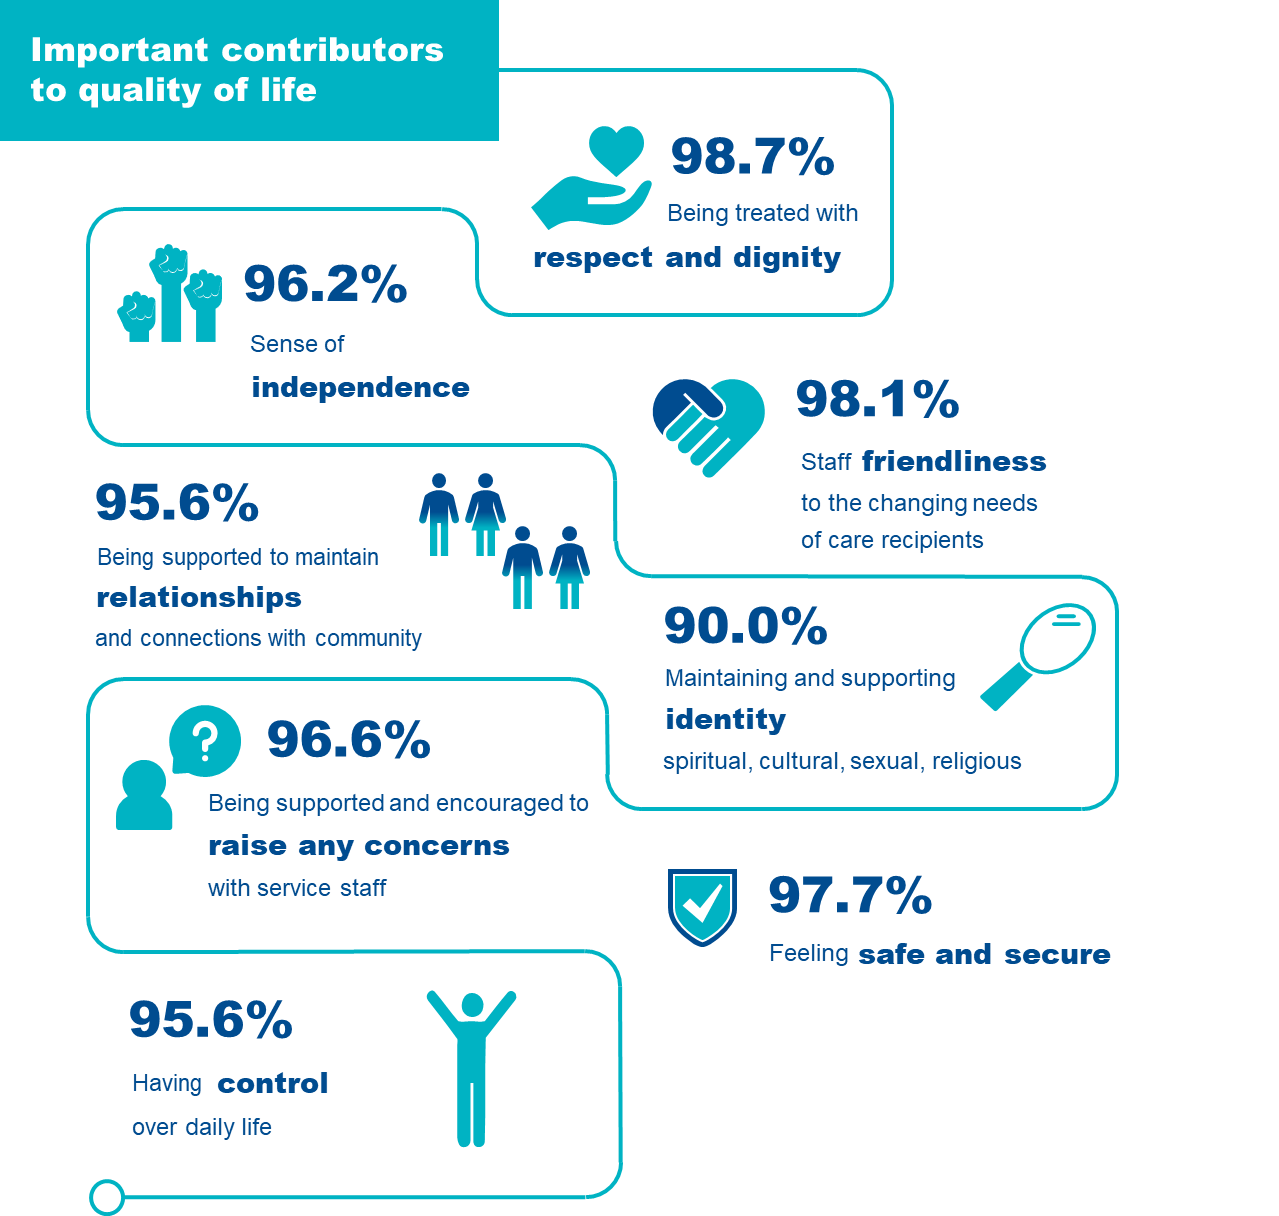 Important contributors
to quality of life
98.7%
Being treated with
respect and dignity
96.2%
Sense of
independence
98.1%
Staff friendliness
to the changing needs
of care recipients
95.6%
Being supported to maintain
relationships
and connections with community
90.0%
Maintaining and supporting
identity
spiritual, cultural, sexual, religious
?
96.6%
Being supported and encouraged to
raise any concerns
with service staff
97.7%
Feeling safe and secure
95.6%
Having control
over daily life